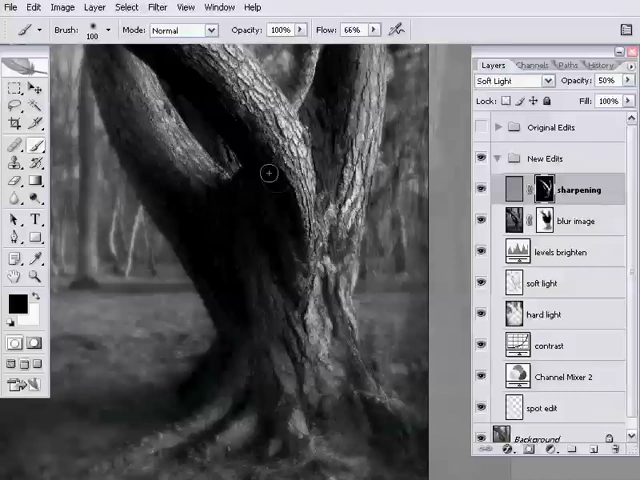 File Edit Image Layer Select Filter View Window Help
Brush: 100 Mode: Normal Opacity: 100% Flow: 66%
Layers Channels Paths History
Soft Light Opacity: 50%
Lock: Fill: 100%
Original Edits
New Edits
sharpening
blur image
levels brighten
soft light
hard light
contrast
Channel Mixer 2
spot edit
Background